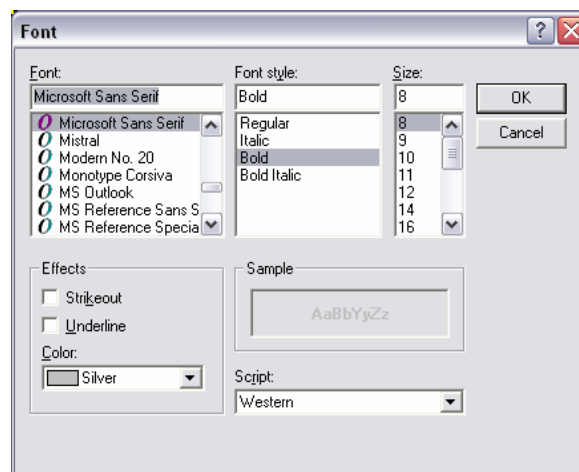 Font
Font:
Font style:
Size:
Microsoft Sans Serif
Bold
8
OK
Microsoft Sans Serif
Mistral
Modern No. 20
Monotype Corsiva
MS Outlook
MS Reference Sans S
MS Reference Specia
Regular
Italic
Bold
Bold Italic
8
9
10
11
12
14
16
Cancel
Effects
Strikeout
Underline
Color:
Silver
Sample
AaBbYyZz
Script:
Western